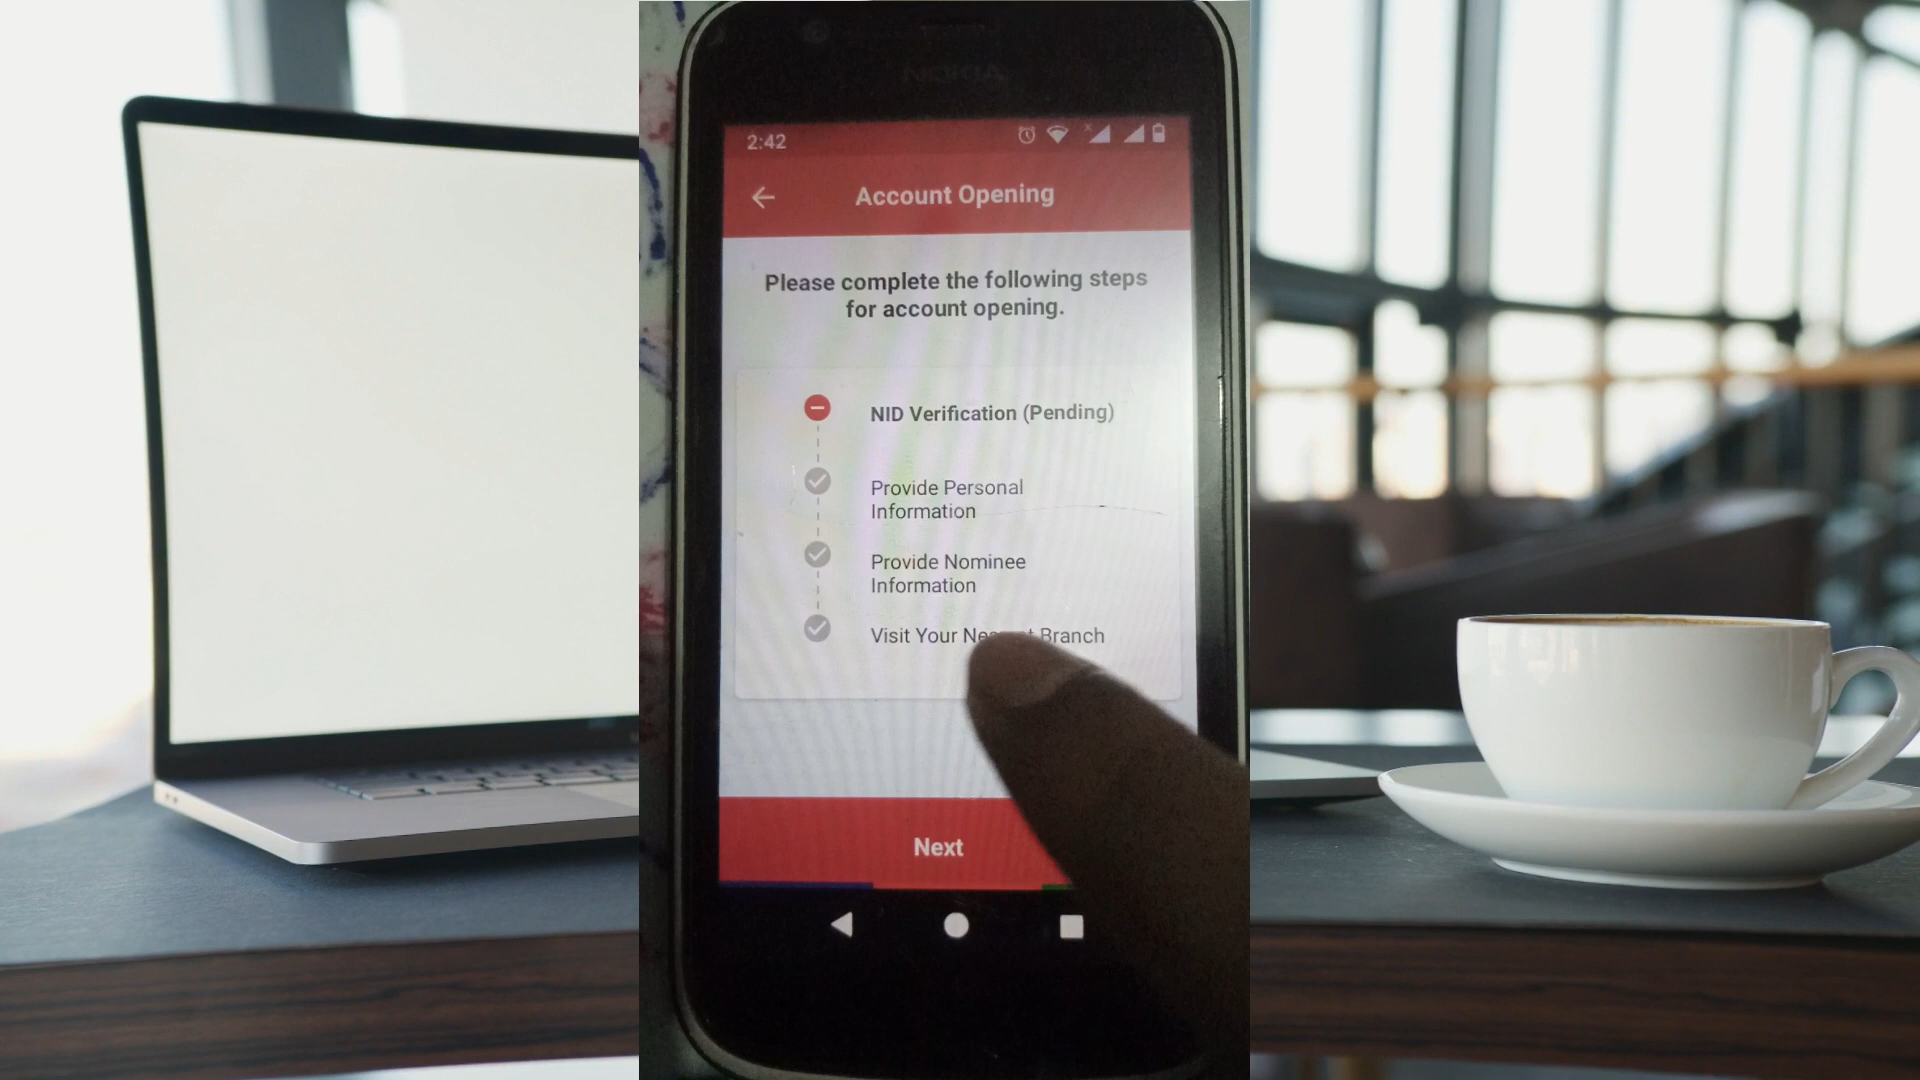 NOKIA
2:42
Account Opening
Please complete the following steps
for account opening.
NID Verification (Pending)
Provide Personal
Information
Provide Nominee
Information
Visit Your Branch
Next